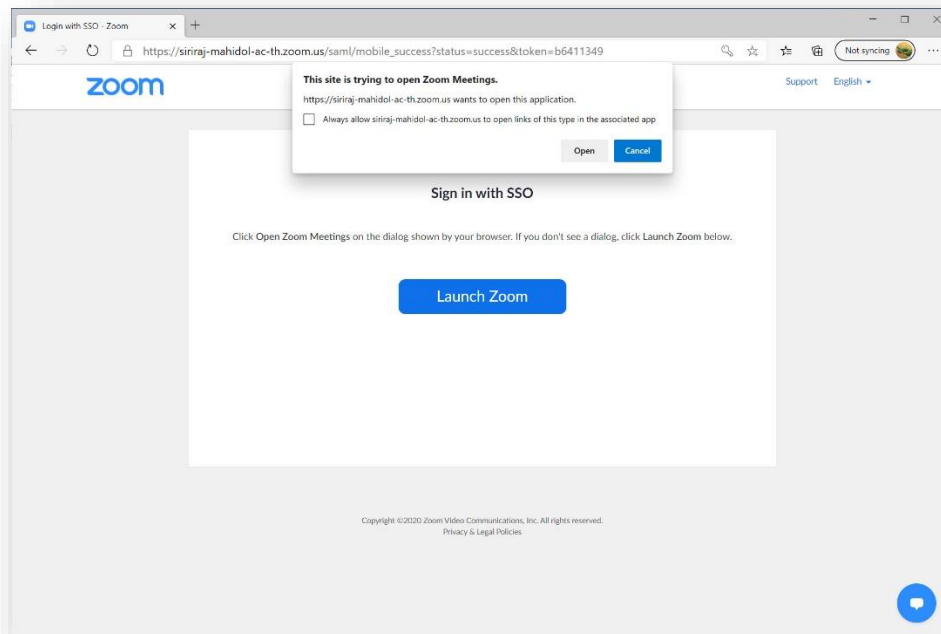 Login with SSO - Zoom
https://siriraj-mahidol-ac-th.zoom.us/saml/mobile_success?status=success&token=b6411349
Not syncing
zoom
Support English
This site is trying to open Zoom Meetings.
https://siriraj-mahidol-ac-th.zoom.us wants to open this application.
Always allow siriraj-mahidol-ac-th.zoom.us to open links of this type in the associated app
Open Cancel
Sign in with SSO
Click Open Zoom Meetings on the dialog shown by your browser. If you don't see a dialog, click Launch Zoom below.
Launch Zoom
Copyright ©2020 Zoom Video Communications, Inc. All rights reserved.
Privacy & Legal Policies